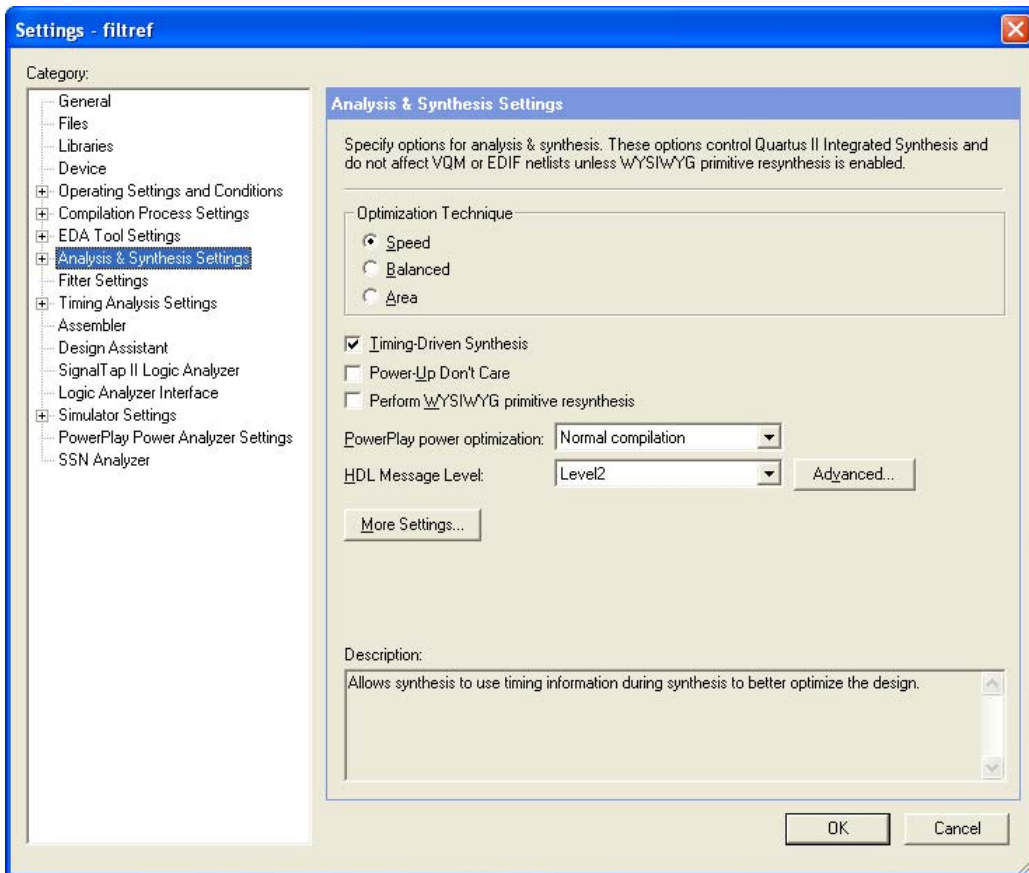 Settings - filtref
Category:
General
Files
Libraries
Device
Operating Settings and Conditions
Compilation Process Settings
EDA Tool Settings
Analysis & Synthesis Settings
Fitter Settings
Timing Analysis Settings
Assembler
Design Assistant
SignalTap II Logic Analyzer
Logic Analyzer Interface
Simulator Settings
PowerPlay Power Analyzer Settings
SSN Analyzer
Analysis & Synthesis Settings
Specify options for analysis & synthesis. These options control Quartus II Integrated Synthesis and
do not affect VQM or EDIF netlists unless WYSIWYG primitive resynthesis is enabled.
Optimization Technique
Speed
Balanced
Area
Timing-Driven Synthesis
Power-Up Don't Care
Perform WYSIWYG primitive resynthesis
PowerPlay power optimization: Normal compilation
HDL Message Level: Level2 Advanced...
More Settings...
Description:
Allows synthesis to use timing information during synthesis to better optimize the design.
OK Cancel